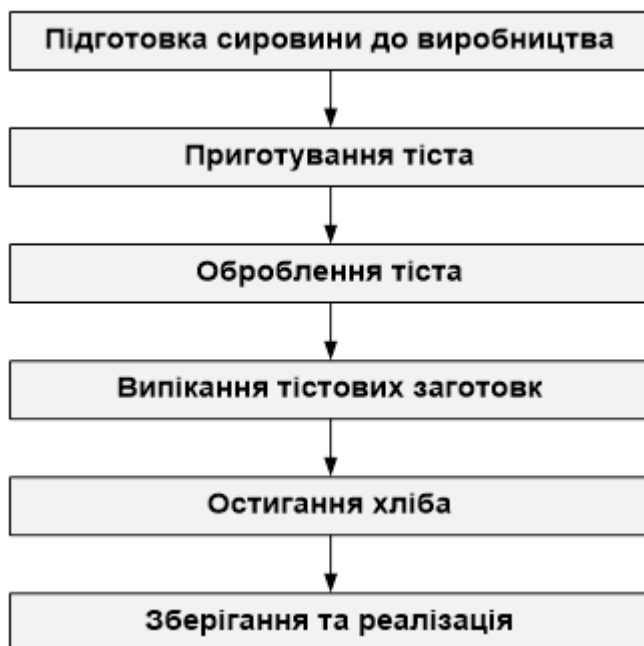 Підготовка сировини до виробництва
Приготування тіста
Оброблення тіста
Випікання тістових заготовк
Остигання хліба
Зберігання та реалізація